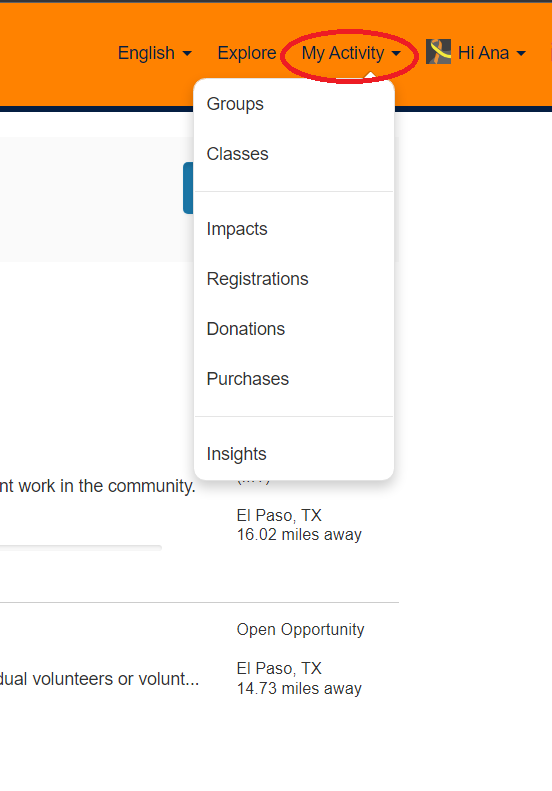 English Explore My Activity Hi Ana
Groups
Classes
Impacts
Registrations
Donations
Purchases
Insights
nt work in the community.
El Paso, TX
16.02 miles away
Open Opportunity
dual volunteers or volunt...
El Paso, TX
14.73 miles away